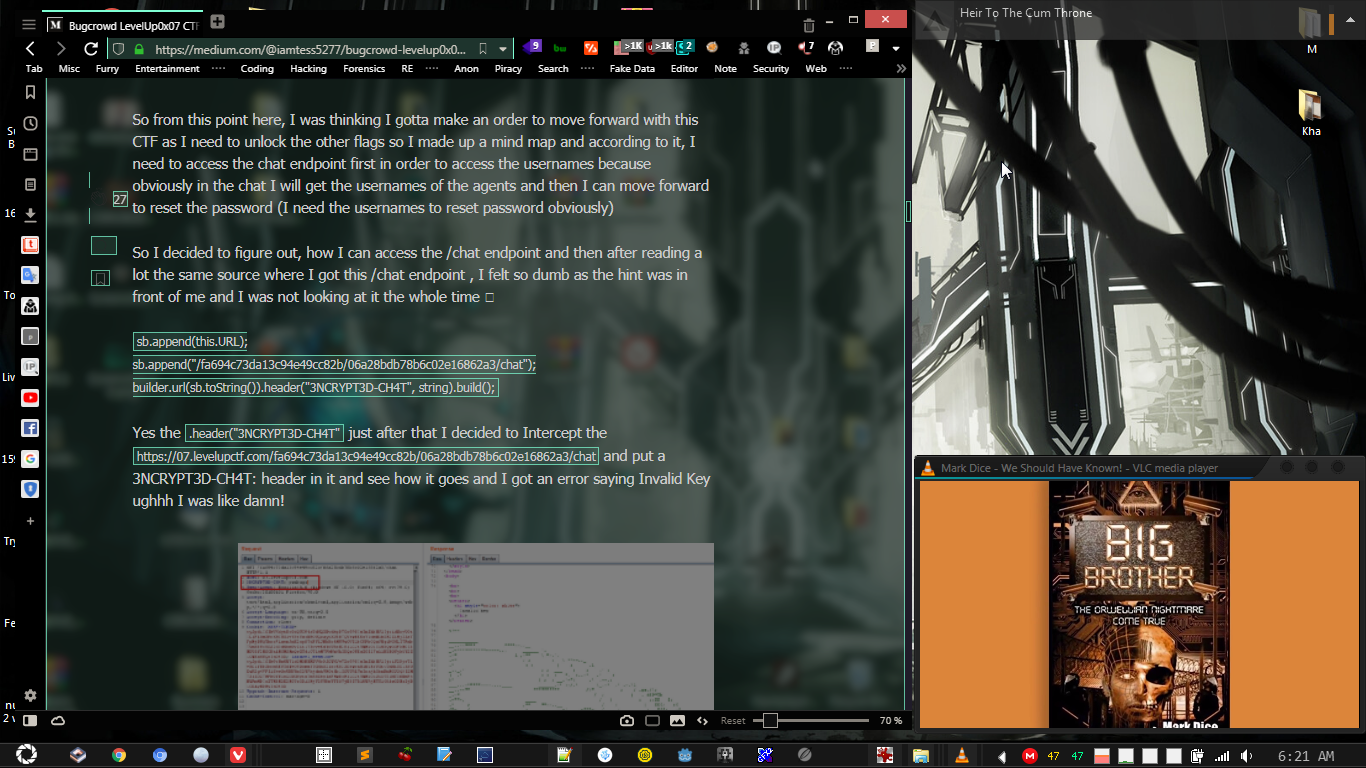 Bugcrowd LevelUp0x07 CTF
https://medium.com/@iamtess5277/bugcrowd-levelup0x0...
9
>1K
>1k
2
7
Tab Misc Furry Entertainment Coding Hacking Forensics RE Anon Piracy Search Fake Data Editor Note Security Web
So from this point here, I was thinking I gotta make an order to move forward with this
CTF as I need to unlock the other flags so I made up a mind map and according to it, I
need to access the chat endpoint first in order to access the usernames because
obviously in the chat I will get the usernames of the agents and then I can move forward
27
to reset the password (I need the usernames to reset password obviously)
So I decided to figure out, how I can access the /chat endpoint and then after reading a
lot the same source where I got this /chat endpoint , I felt so dumb as the hint was in
front of me and I was not looking at it the whole time
sb.append(this.URL);
sb.append("/fa694c73da13c94e49cc82b/06a28bdb78b6c02e16862a3/chat");
builder.url(sb.toString()).header("3NCRYPT3D-CH4T", string).build();
Yes the .header("3NCRYPT3D-CH4T" just after that I decided to Intercept the
https://07.levelupctf.com/fa694c73da13c94e49cc82b/06a28bdb78b6c02e16862a3/chat and put a
3NCRYPT3D-CH4T: header in it and see how it goes and I got an error saying Invalid Key
ughhh I was like damn!
Request
Response
Reset
70 %
Heir To The Cum Throne
M
Kha
Mark Dice - We Should Have Known! - VLC media player
BIG
BROTHER
THE ORWELLIAN NIGHTMARE
COME TRUE
Mark Dice
47
47
6:21 AM